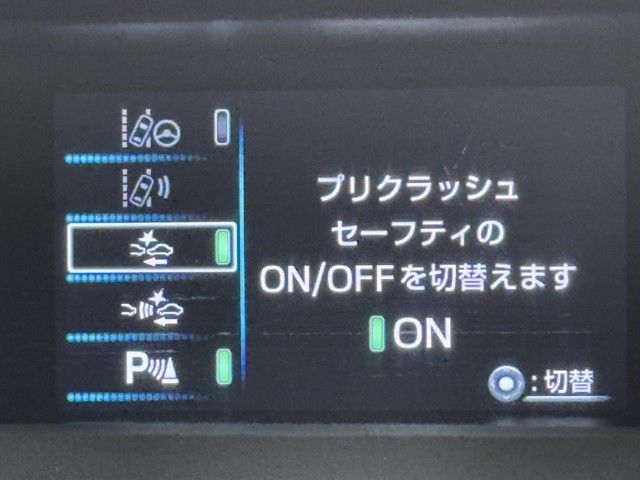 プリクラッシュ
セーフティの
ON/OFFを切替えます
ON
P
:切替